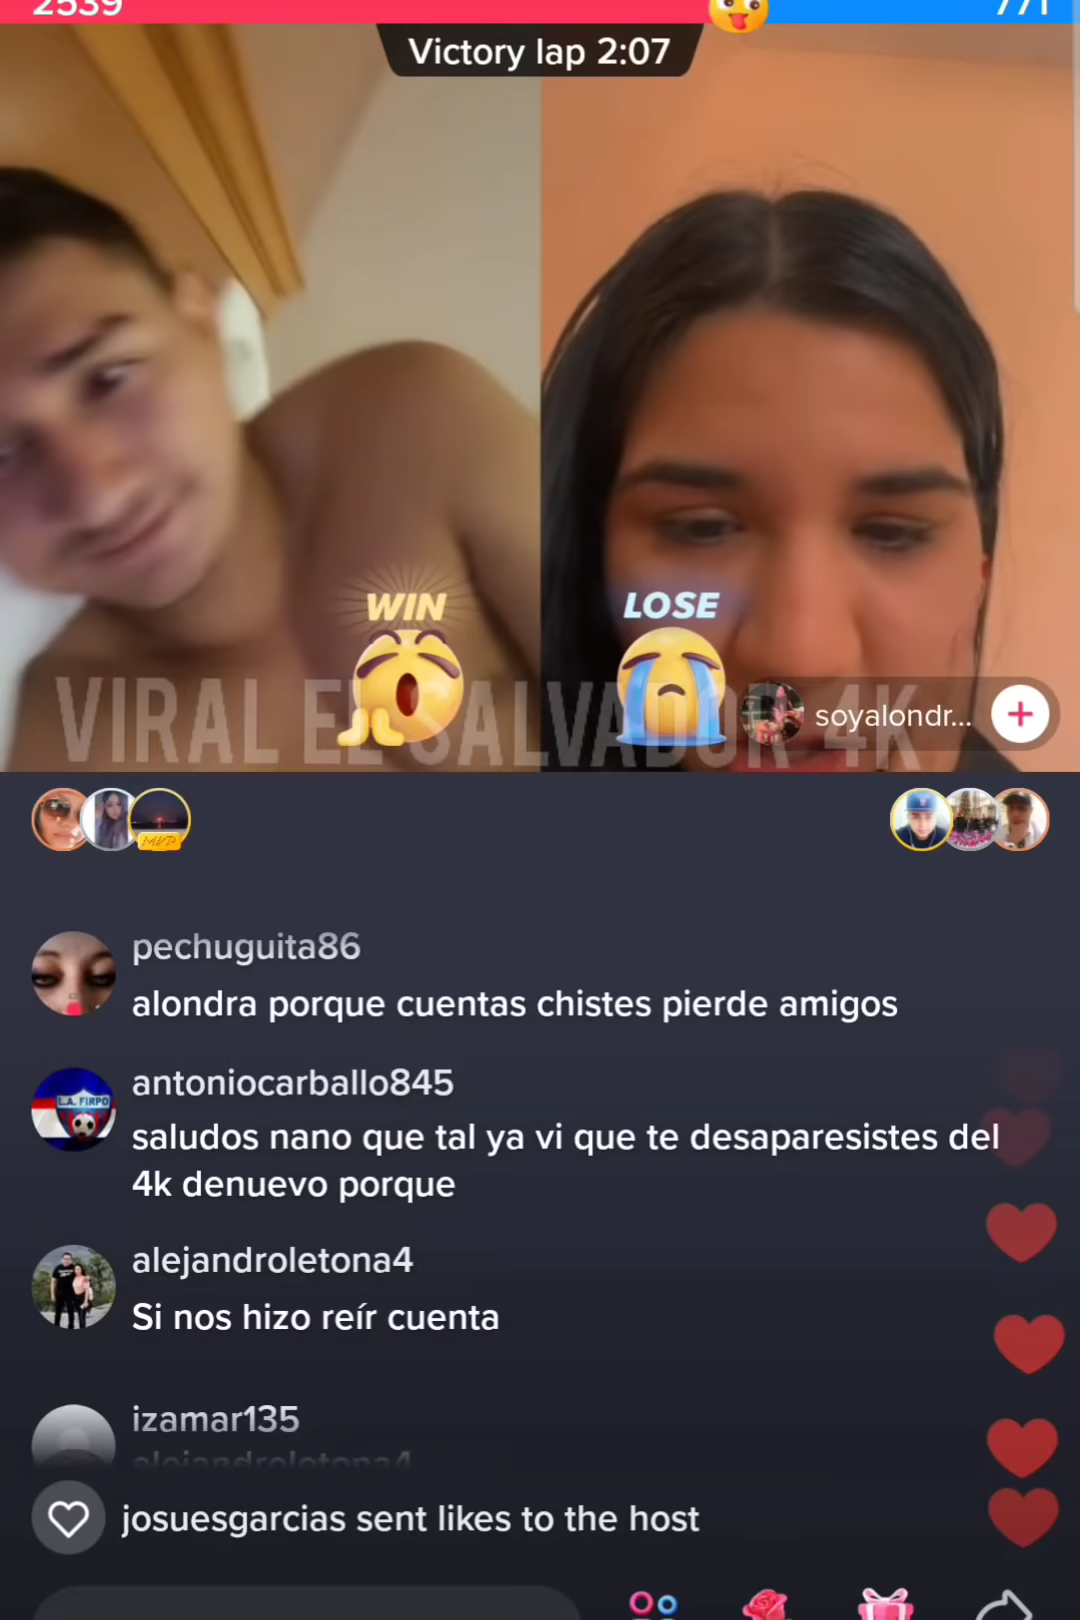 2539
771
Victory lap 2:07
WIN
LOSE
VIRAL EL SALVADOR 4K
soyalondr...
MVP
pechuguita86
alondra porque cuentas chistes pierde amigos
L.A. FIRPO
antoniocarballo845
saludos nano que tal ya vi que te desaparesistes del
4k denuevo porque
alejandroletona4
Si nos hizo reír cuenta
izamar135
alejandroletona4
josuesgarcias sent likes to the host